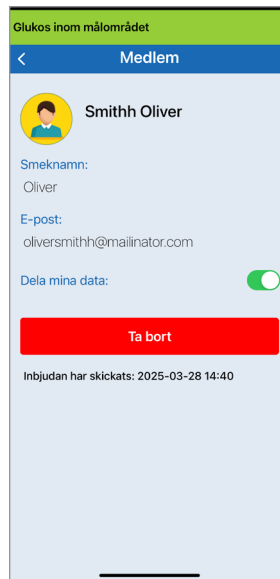 Glukos inom målområdet
Medlem
Smithh Oliver
Smeknamn:
Oliver
E-post:
oliversmithh@mailinator.com
Dela mina data:
Ta bort
Inbjudan har skickats: 2025-03-28 14:40